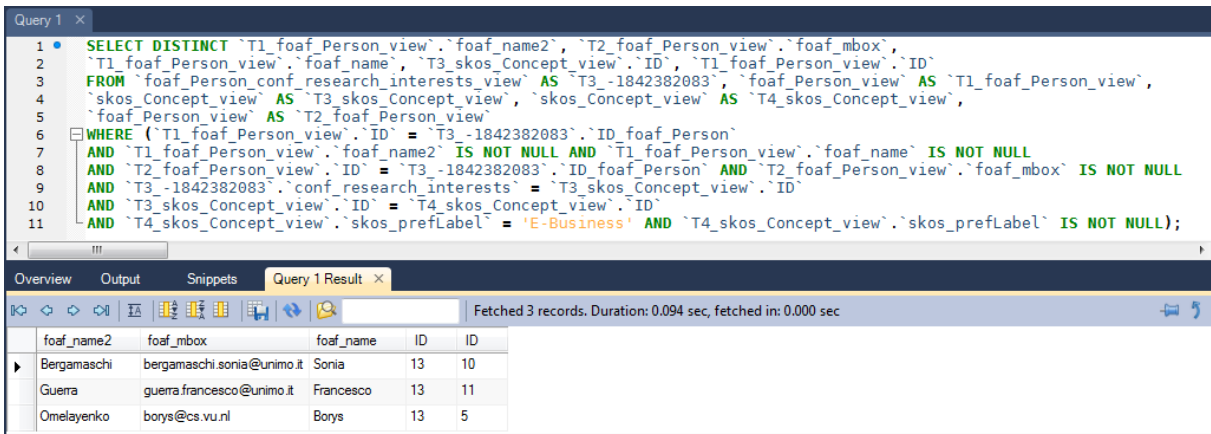 Query 1 ×
1 SELECT DISTINCT `T1_foaf_Person_view`.`foaf_name2`, `T2_foaf_Person_view`.`foaf_mbox`,
2 `T1_foaf_Person_view`.`foaf_name`, `T3_skos_Concept_view`.`ID`, `T1_foaf_Person_view`.`ID`
3 FROM `foaf_Person_conf_research_interests_view` AS `T3_-1842382083`, `foaf_Person_view` AS `T1_foaf_Person_view`,
4 `skos_Concept_view` AS `T3_skos_Concept_view`, `skos_Concept_view` AS `T4_skos_Concept_view`,
5 `foaf_Person_view` AS `T2_foaf_Person_view`
6 WHERE (`T1_foaf_Person_view`.`ID` = `T3_-1842382083`.`ID_foaf_Person`
7 AND `T1_foaf_Person_view`.`foaf_name2` IS NOT NULL AND `T1_foaf_Person_view`.`foaf_name` IS NOT NULL
8 AND `T2_foaf_Person_view`.`ID` = `T3_-1842382083`.`ID_foaf_Person` AND `T2_foaf_Person_view`.`foaf_mbox` IS NOT NULL
9 AND `T3_-1842382083`.`conf_research_interests` = `T3_skos_Concept_view`.`ID`
10 AND `T3_skos_Concept_view`.`ID` = `T4_skos_Concept_view`.`ID`
11 AND `T4_skos_Concept_view`.`skos_prefLabel` = 'E-Business' AND `T4_skos_Concept_view`.`skos_prefLabel` IS NOT NULL);
Overview Output Snippets Query 1 Result ×
Fetched 3 records. Duration: 0.094 sec, fetched in: 0.000 sec
foaf_name2 foaf_mbox foaf_name ID ID
Bergamaschi bergamaschi.sonia@unimo.it Sonia 13 10
Guerra guerra.francesco@unimo.it Francesco 13 11
Omelayenko borys@cs.vu.nl Borys 13 5